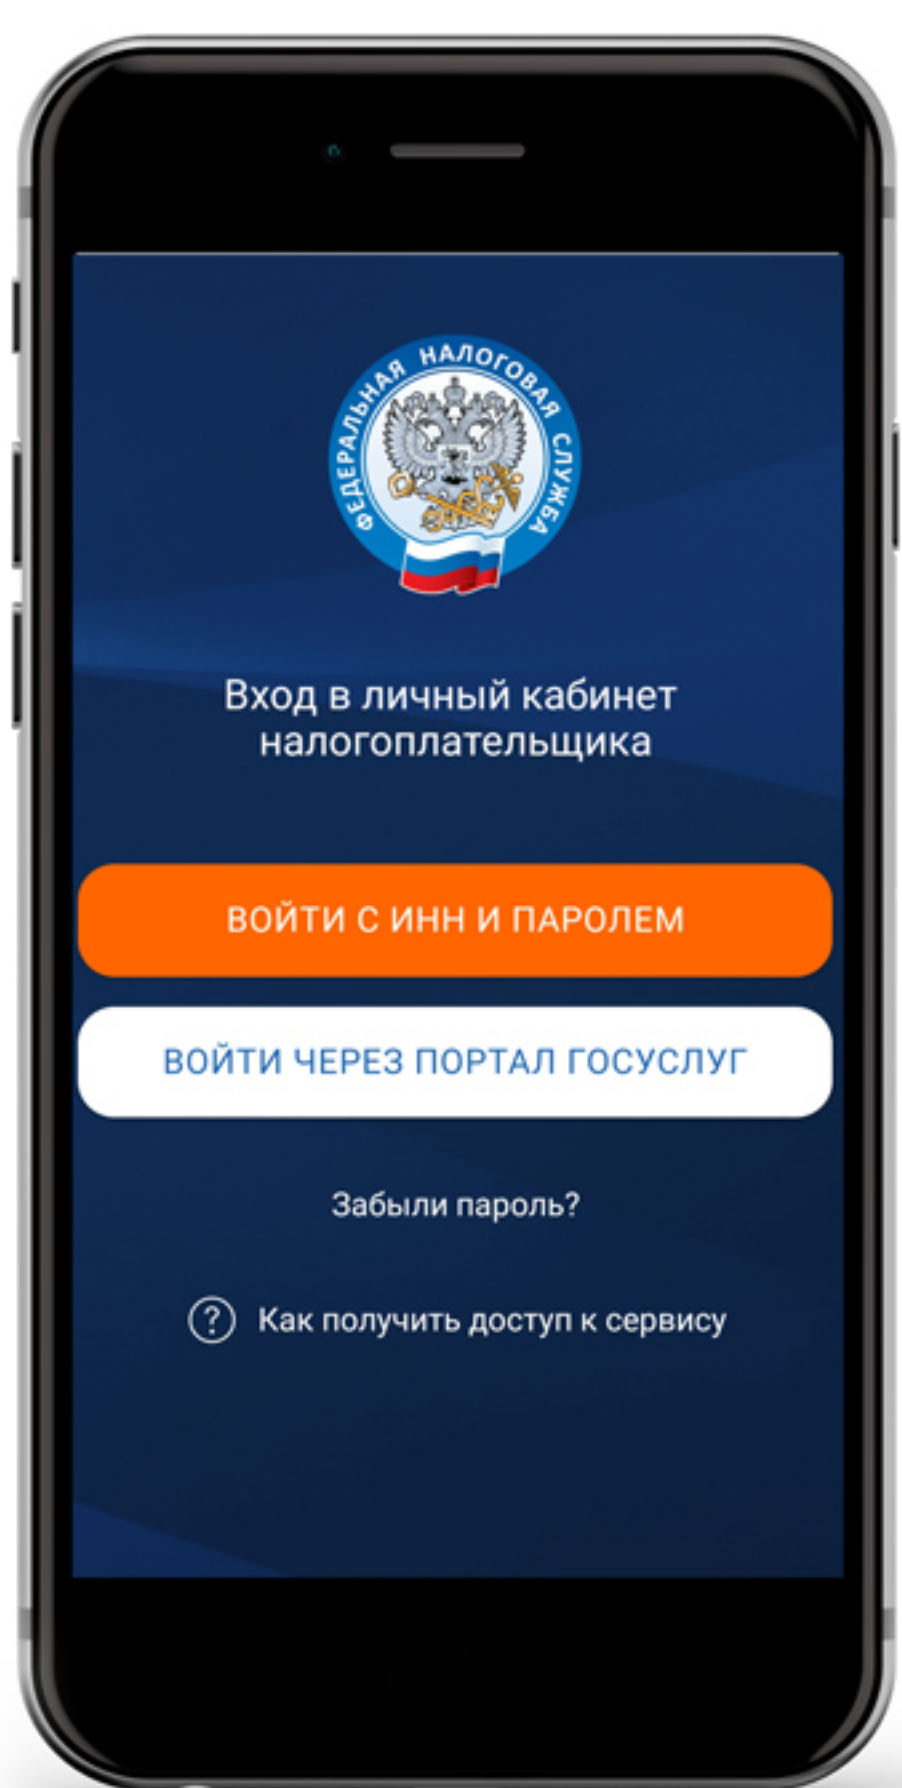 ФЕДЕРАЛЬНАЯ НАЛОГОВАЯ СЛУЖБА
Вход в личный кабинет
налогоплательщика
ВОЙТИ С ИНН И ПАРОЛЕМ
ВОЙТИ ЧЕРЕЗ ПОРТАЛ ГОСУСЛУГ
Забыли пароль?
? Как получить доступ к сервису